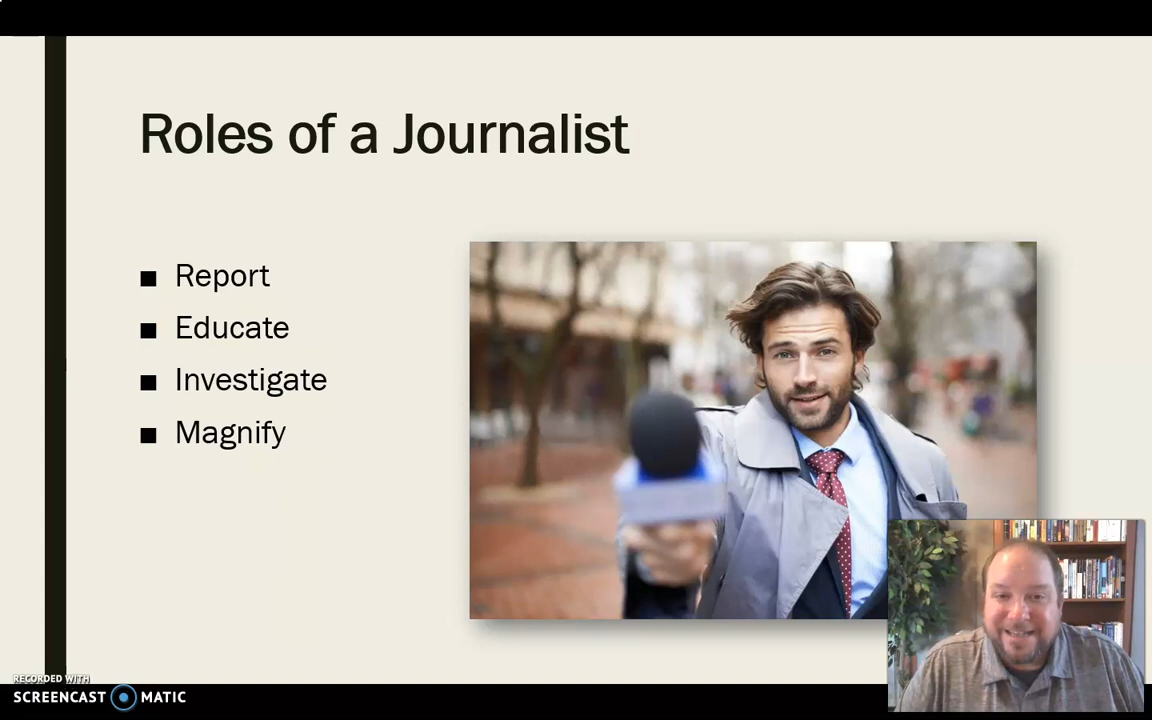 Roles of a Journalist
■ Report
■ Educate
■ Investigate
■ Magnify
RECORDED WITH
SCREENCAST MATIC